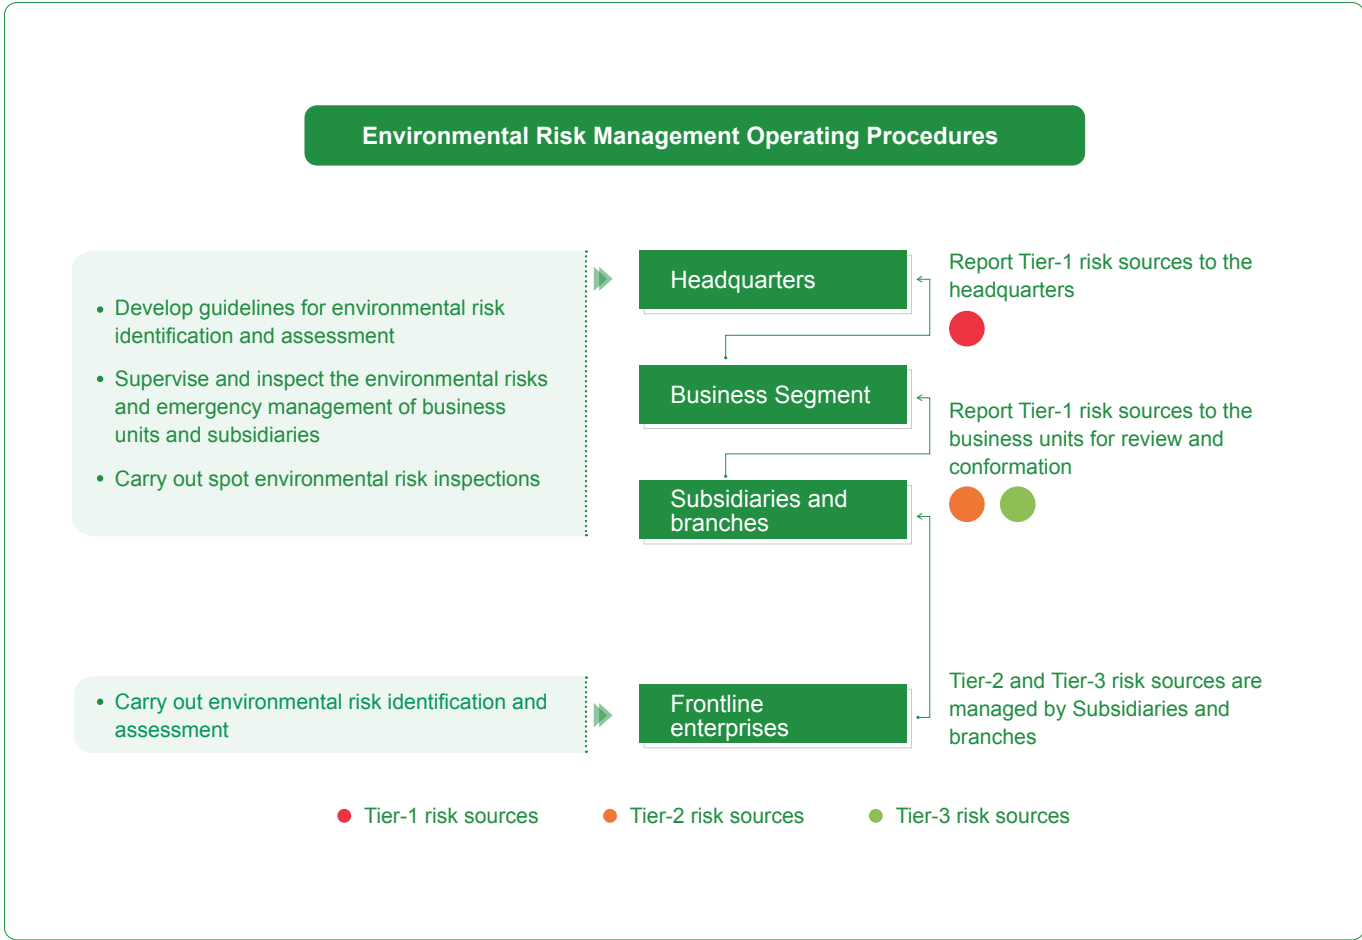 Environmental Risk Management Operating Procedures
• Develop guidelines for environmental risk
identification and assessment
• Supervise and inspect the environmental risks
and emergency management of business
units and subsidiaries
• Carry out spot environmental risk inspections
Headquarters
Report Tier-1 risk sources to the
headquarters
Business Segment
Report Tier-1 risk sources to the
business units for review and
conformation
Subsidiaries and
branches
• Carry out environmental risk identification and
assessment
Frontline
enterprises
Tier-2 and Tier-3 risk sources are
managed by Subsidiaries and
branches
Tier-1 risk sources
Tier-2 risk sources
Tier-3 risk sources